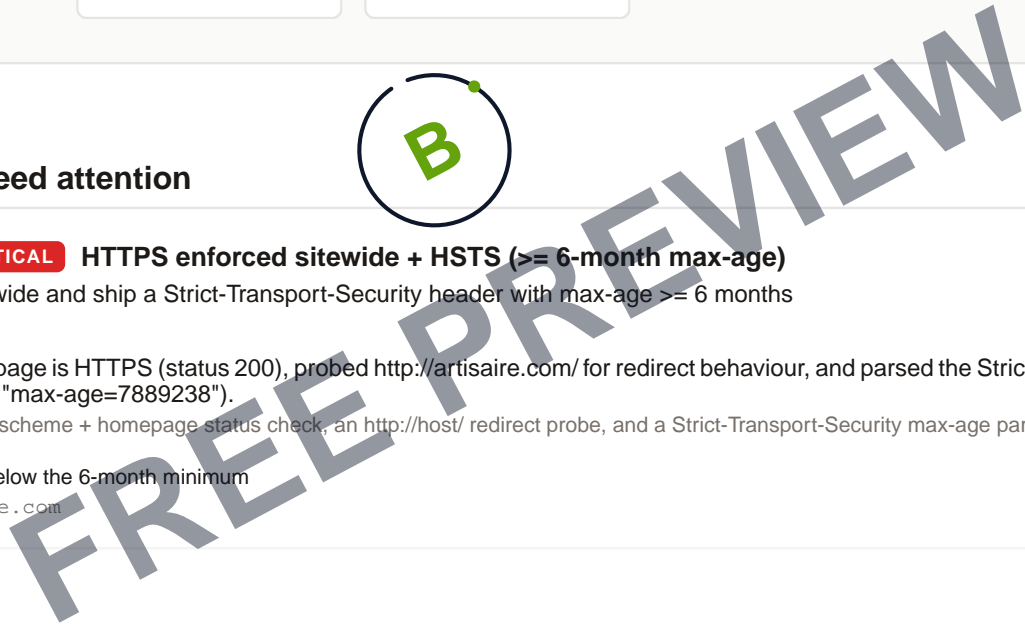 B
eed attention
TICAL HTTPS enforced sitewide + HSTS (>= 6-month max-age)
wide and ship a Strict-Transport-Security header with max-age >= 6 months
page is HTTPS (status 200), probed http://artisaire.com/ for redirect behaviour, and parsed the Stric
"max-age=7889238").
scheme + homepage status check, an http://host/ redirect probe, and a Strict-Transport-Security max-age par
elow the 6-month minimum
e.com
FREE PREVIEW